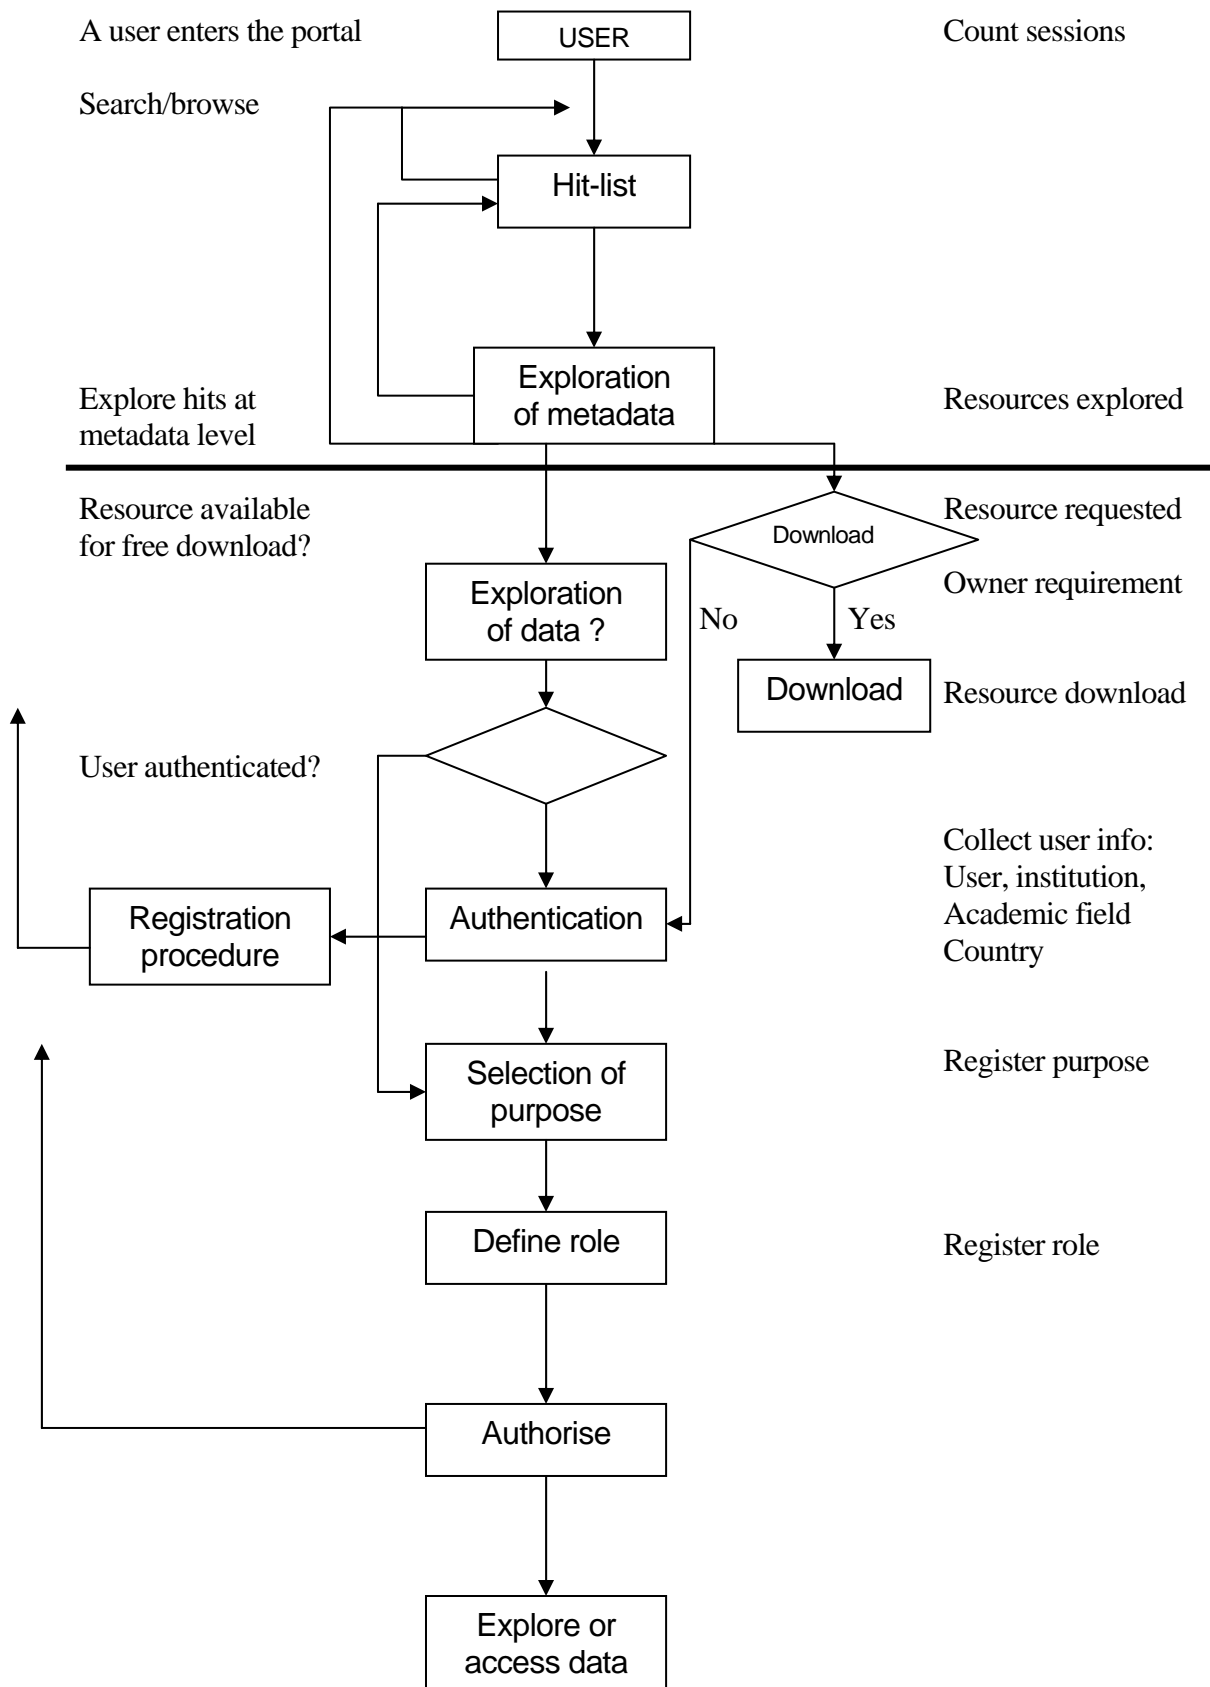 A user enters the portal
USER
Count sessions
Search/browse
Hit-list
Exploration
of metadata
Explore hits at
metadata level
Resources explored
Resource available
for free download?
Download
Resource requested
Owner requirement
Exploration
of data ?
No
Yes
Download
Resource download
User authenticated?
Collect user info:
User, institution,
Academic field
Country
Registration
procedure
Authentication
Selection of
purpose
Register purpose
Define role
Register role
Authorise
Explore or
access data